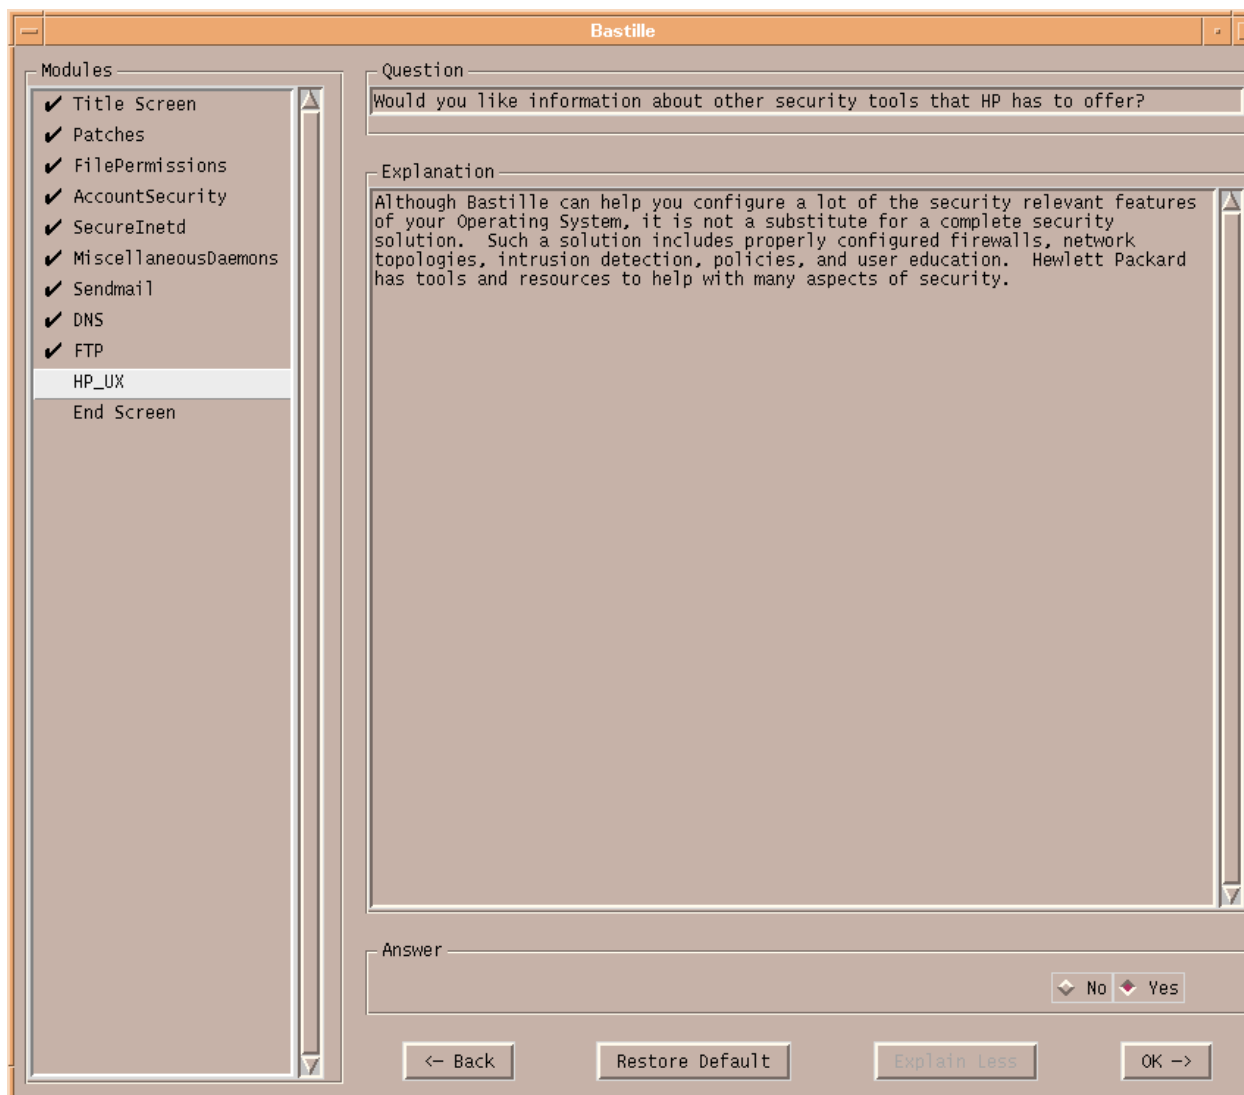 Bastille
Modules
Title Screen
Patches
FilePermissions
AccountSecurity
SecureInetd
MiscellaneousDaemons
Sendmail
DNS
FTP
HP_UX
End Screen
Question
Would you like information about other security tools that HP has to offer?
Explanation
Although Bastille can help you configure a lot of the security relevant features
of your Operating System, it is not a substitute for a complete security
solution.  Such a solution includes properly configured firewalls, network
topologies, intrusion detection, policies, and user education.  Hewlett Packard
has tools and resources to help with many aspects of security.
Answer
No Yes
<- Back Restore Default Explain Less OK ->